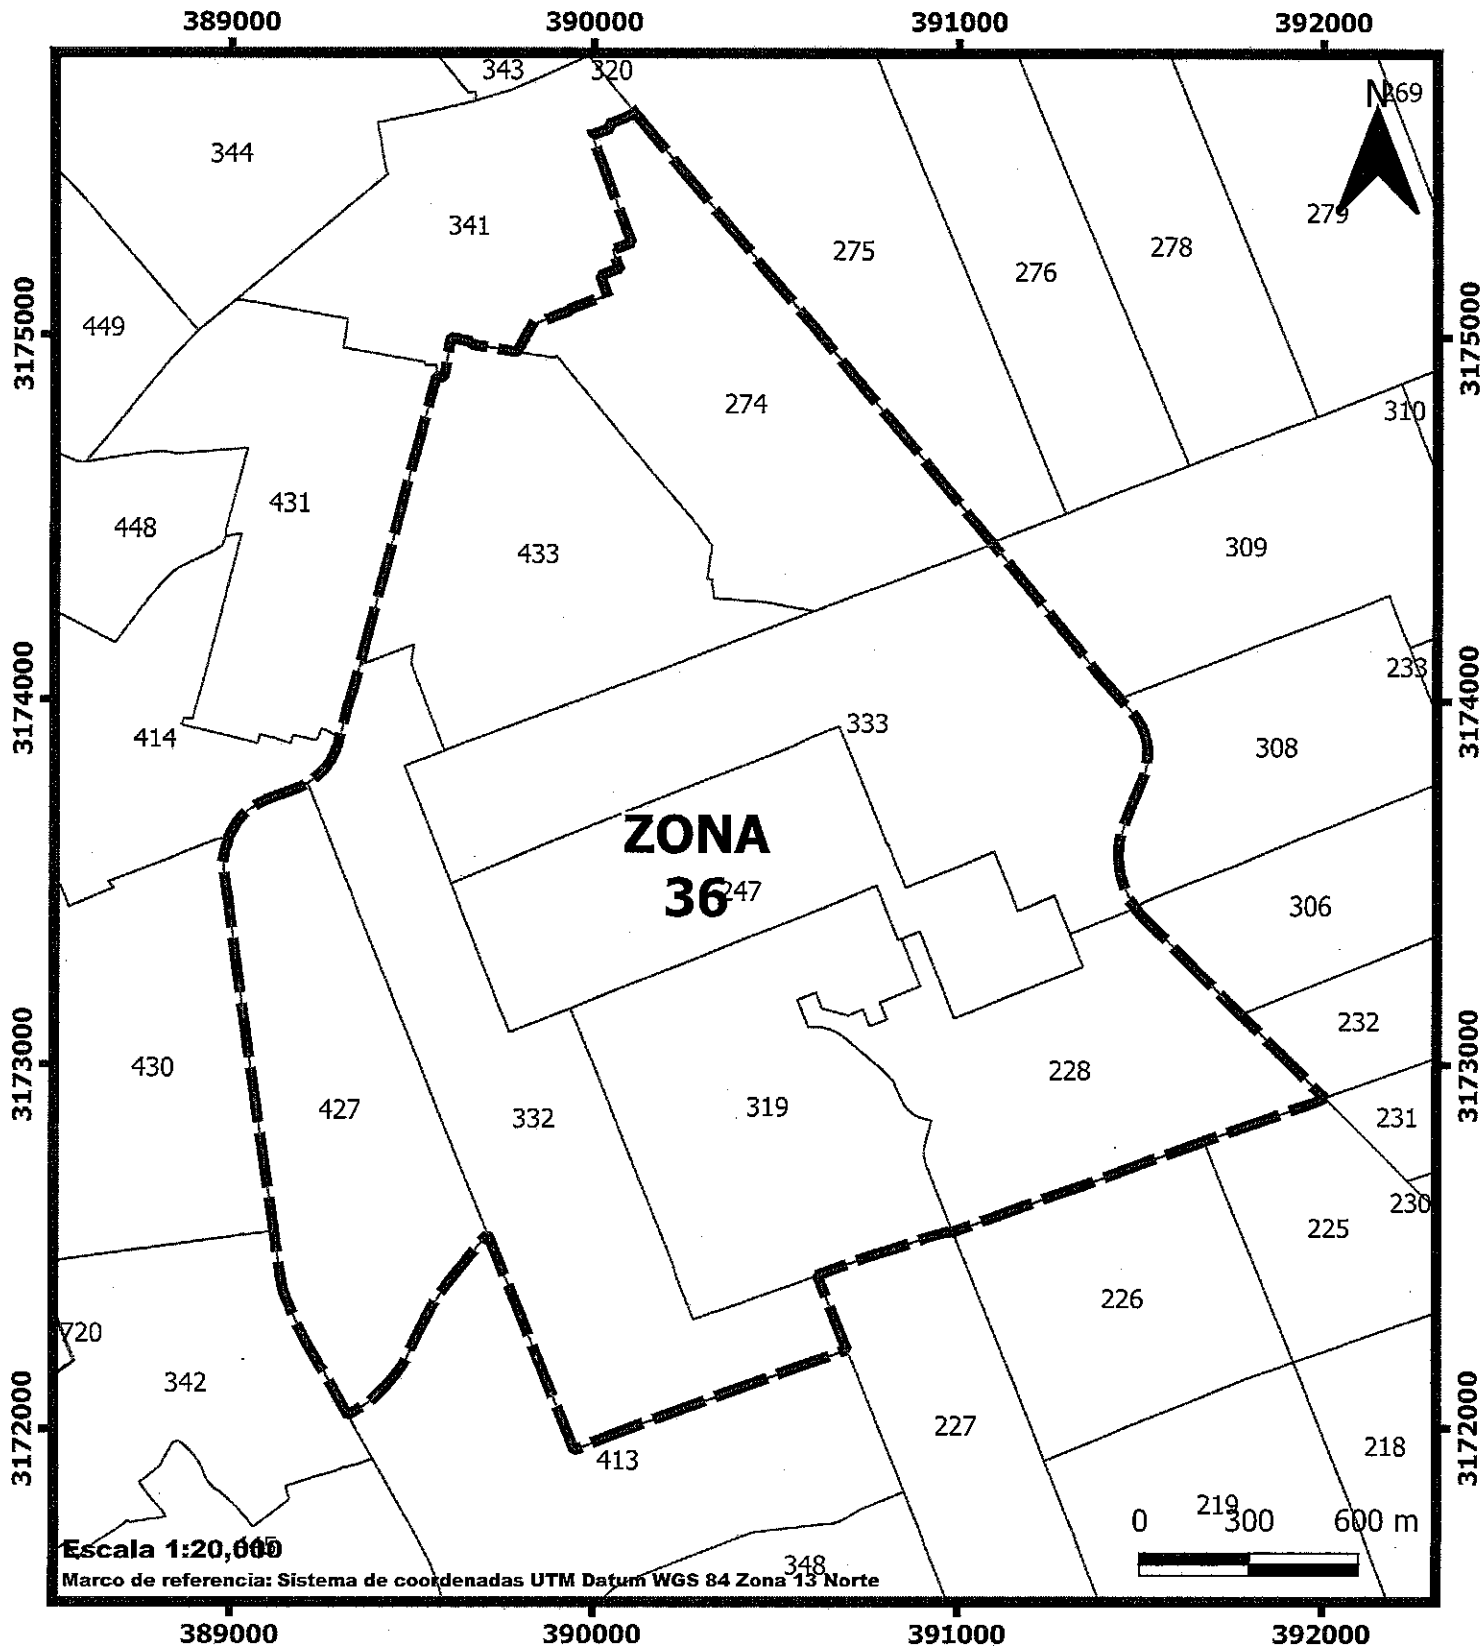 389000 390000 391000 392000
343 320
N 269
344
341 279
275 276 278
3175000 449 3175000
274 310
431
448 433 309
3174000 233 3174000
414 333 308
ZONA
36
247
306
3173000 430 228 232 3173000
427 332 319 231
230
225
226
720
342
3172000 227 218 3172000
413
219
0 300 600 m
Escala 1:20,000
348
Marco de referencia: Sistema de coordenadas UTM Datum WGS 84 Zona 13 Norte
389000 390000 391000 392000